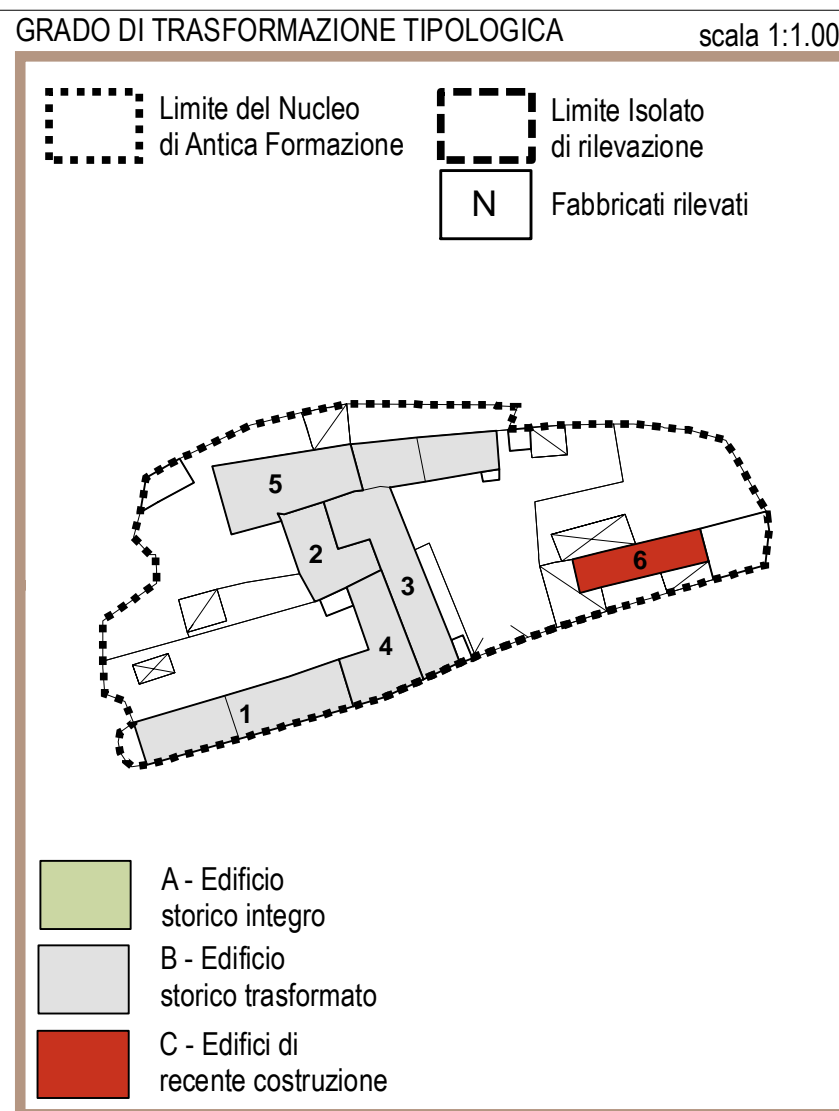 GRADO DI TRASFORMAZIONE TIPOLOGICA scala 1:1.00
Limite del Nucleo
di Antica Formazione
Limite Isolato
di rilevazione
N Fabbricati rilevati
5
2
3
6
4
1
A - Edificio
storico integro
B - Edificio
storico trasformato
C - Edifici di
recente costruzione